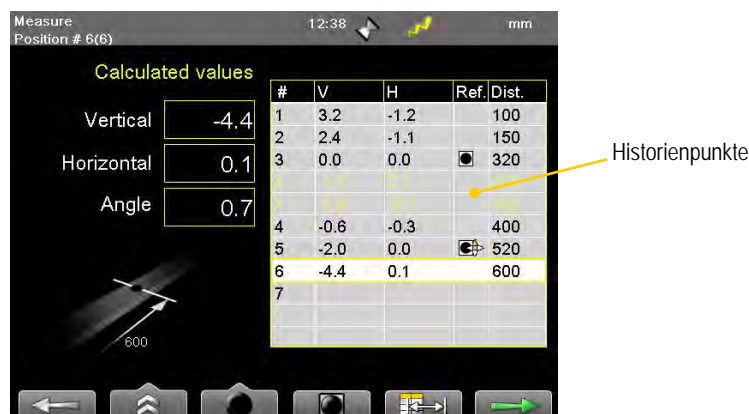 Measure 12:38 mm
Position # 6(6)
Calculated values
Vertical -4.4
Horizontal 0.1
Angle 0.7
600
# V H Ref. Dist.
1 3.2 -1.2 100
2 2.4 -1.1 150
3 0.0 0.0 320
4 -0.6 -0.3 400
5 -2.0 0.0 520
6 -4.4 0.1 600
7
Historienpunkte